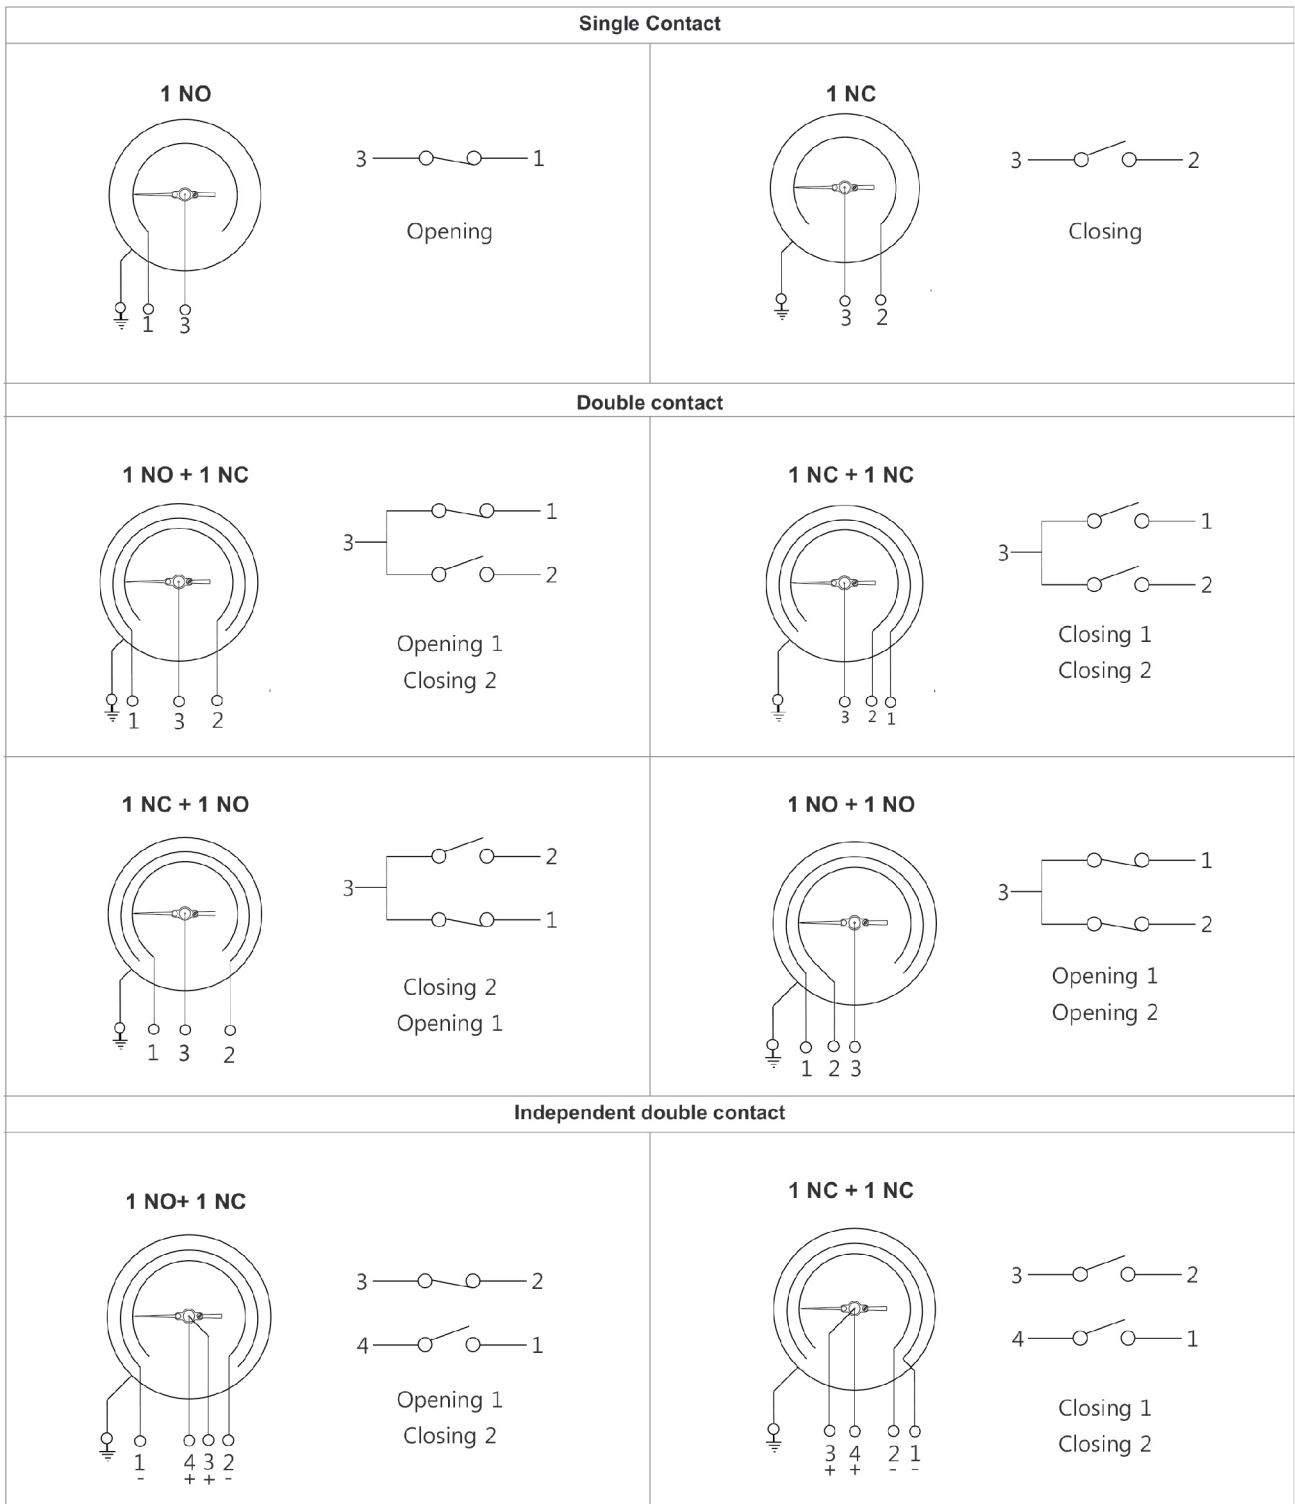 Single Contact
1 NO
3 1
Opening
1 3
1 NC
3 2
Closing
3 2
Double contact
1 NO + 1 NC
1
3
2
Opening 1
Closing 2
1 3 2
1 NC + 1 NC
1
3
2
Closing 1
Closing 2
3 2 1
1 NC + 1 NO
2
3
1
Closing 2
Opening 1
1 3 2
1 NO + 1 NO
1
3
2
Opening 1
Opening 2
1 2 3
Independent double contact
1 NO+ 1 NC
3 2
4 1
Opening 1
Closing 2
1 4 3 2
- + + -
1 NC + 1 NC
3 2
4 1
Closing 1
Closing 2
3 4 2 1
+ + - -